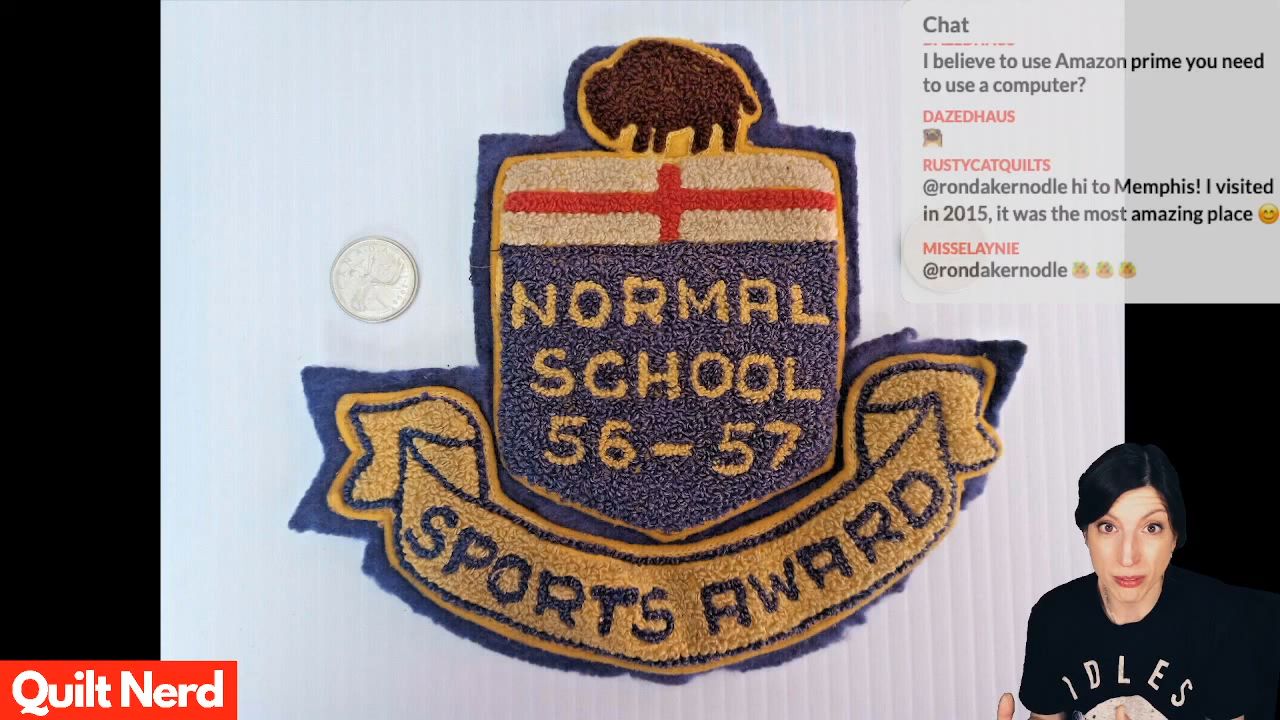 Chat
DAZEDHAUS
I believe to use Amazon prime you need
to use a computer?
DAZEDHAUS
RUSTYCATQUILTS
@rondakernodle hi to Memphis! I visited
in 2015, it was the most amazing place 😊
MISSELAYNIE
@rondakernodle
NORMAL
SCHOOL
56-57
SPORTS AWARD
IDLES
Quilt Nerd